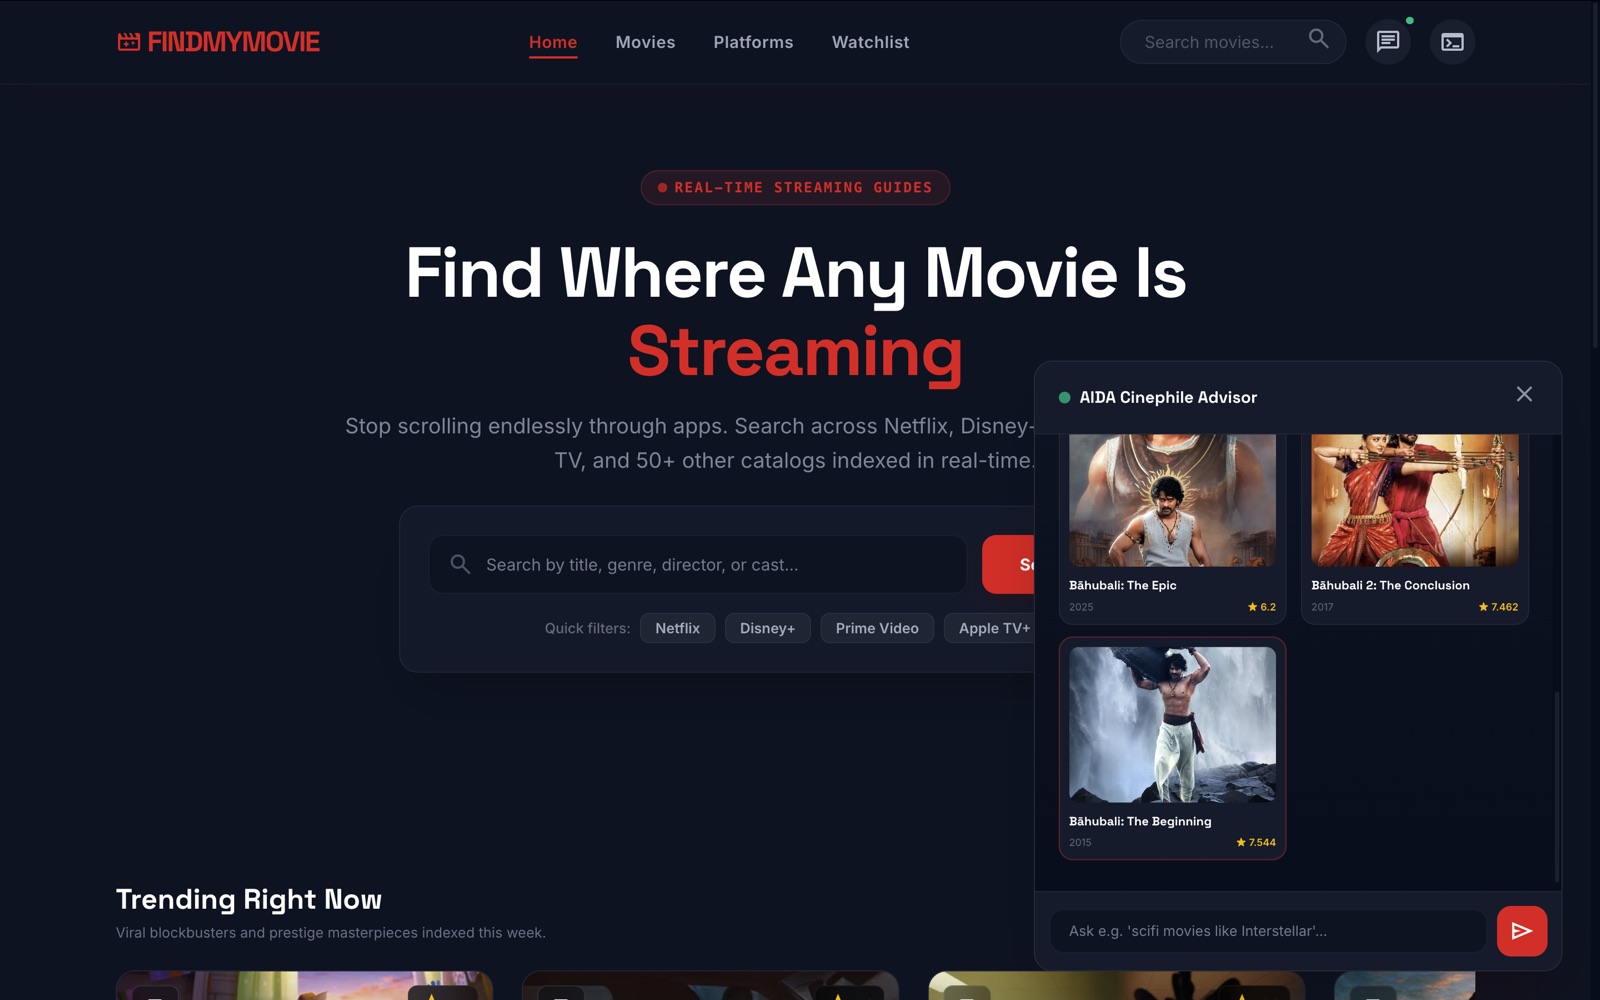 FINDMYMOVIE
Home
Movies
Platforms
Watchlist
Search movies...
REAL-TIME STREAMING GUIDES
Find Where Any Movie Is
Streaming
Stop scrolling endlessly through apps. Search across Netflix, Disney-
TV, and 50+ other catalogs indexed in real-time.
Search by title, genre, director, or cast...
Quick filters:
Netflix
Disney+
Prime Video
Apple TV+
AIDA Cinephile Advisor
Bāhubali: The Epic
2025
6.2
Bāhubali 2: The Conclusion
2017
7.462
Bāhubali: The Beginning
2015
7.544
Ask e.g. 'scifi movies like Interstellar'...
Trending Right Now
Viral blockbusters and prestige masterpieces indexed this week.